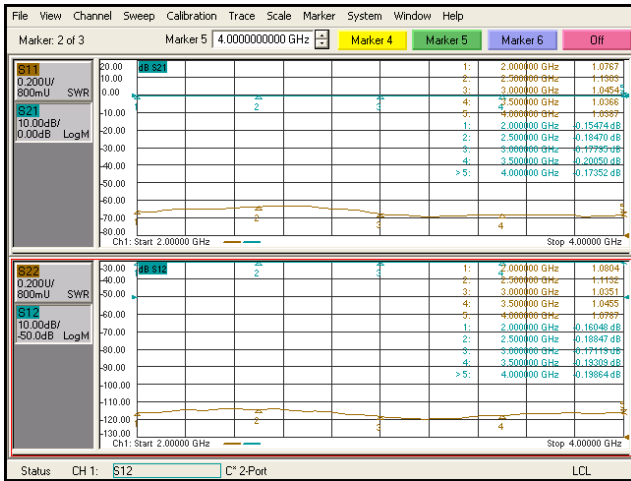 File View Channel Sweep Calibration Trace Scale Marker System Window Help
Marker: 2 of 3 Marker 5 4.0000000000 GHz Marker 4 Marker 5 Marker 6 Off
S11
0.200U/
800mU SWR
S21
10.00dB/
0.00dB LogM
20.00
10.00
0.00
-10.00
-20.00
-40.00
-50.00
-60.00
-70.00
-80.00
dB S21
1: 2.000000 GHz 1.0767
2: 2.500000 GHz 1.1303
3: 3.000000 GHz 1.0454
4: 3.500000 GHz 1.0366
5: 4.000000 GHz 1.0387
1: 2.000000 GHz -0.15474 dB
2: 2.500000 GHz -0.18470 dB
3: 3.000000 GHz -0.17795 dB
4: 3.500000 GHz -0.20050 dB
> 5: 4.000000 GHz -0.17352 dB
1 2 3 4
2 3 4
Ch1: Start 2.00000 GHz Stop 4.00000 GHz
S22
0.200U/
800mU SWR
S12
10.00dB/
-50.0dB LogM
-30.00
-40.00
-50.00
-60.00
-70.00
-80.00
-90.00
-100.00
-110.00
-120.00
-130.00
dB S12
1: 2.000000 GHz 1.0804
2: 2.500000 GHz 1.1132
3: 3.000000 GHz 1.0351
4: 3.500000 GHz 1.0455
5: 4.000000 GHz 1.0787
1: 2.000000 GHz -0.16048 dB
2: 2.500000 GHz -0.18847 dB
3: 3.000000 GHz -0.17119 dB
4: 3.500000 GHz -0.19309 dB
> 5: 4.000000 GHz -0.19864 dB
2
2 3 4
Ch1: Start 2.00000 GHz Stop 4.00000 GHz
Status CH 1: S12 C* 2-Port LCL